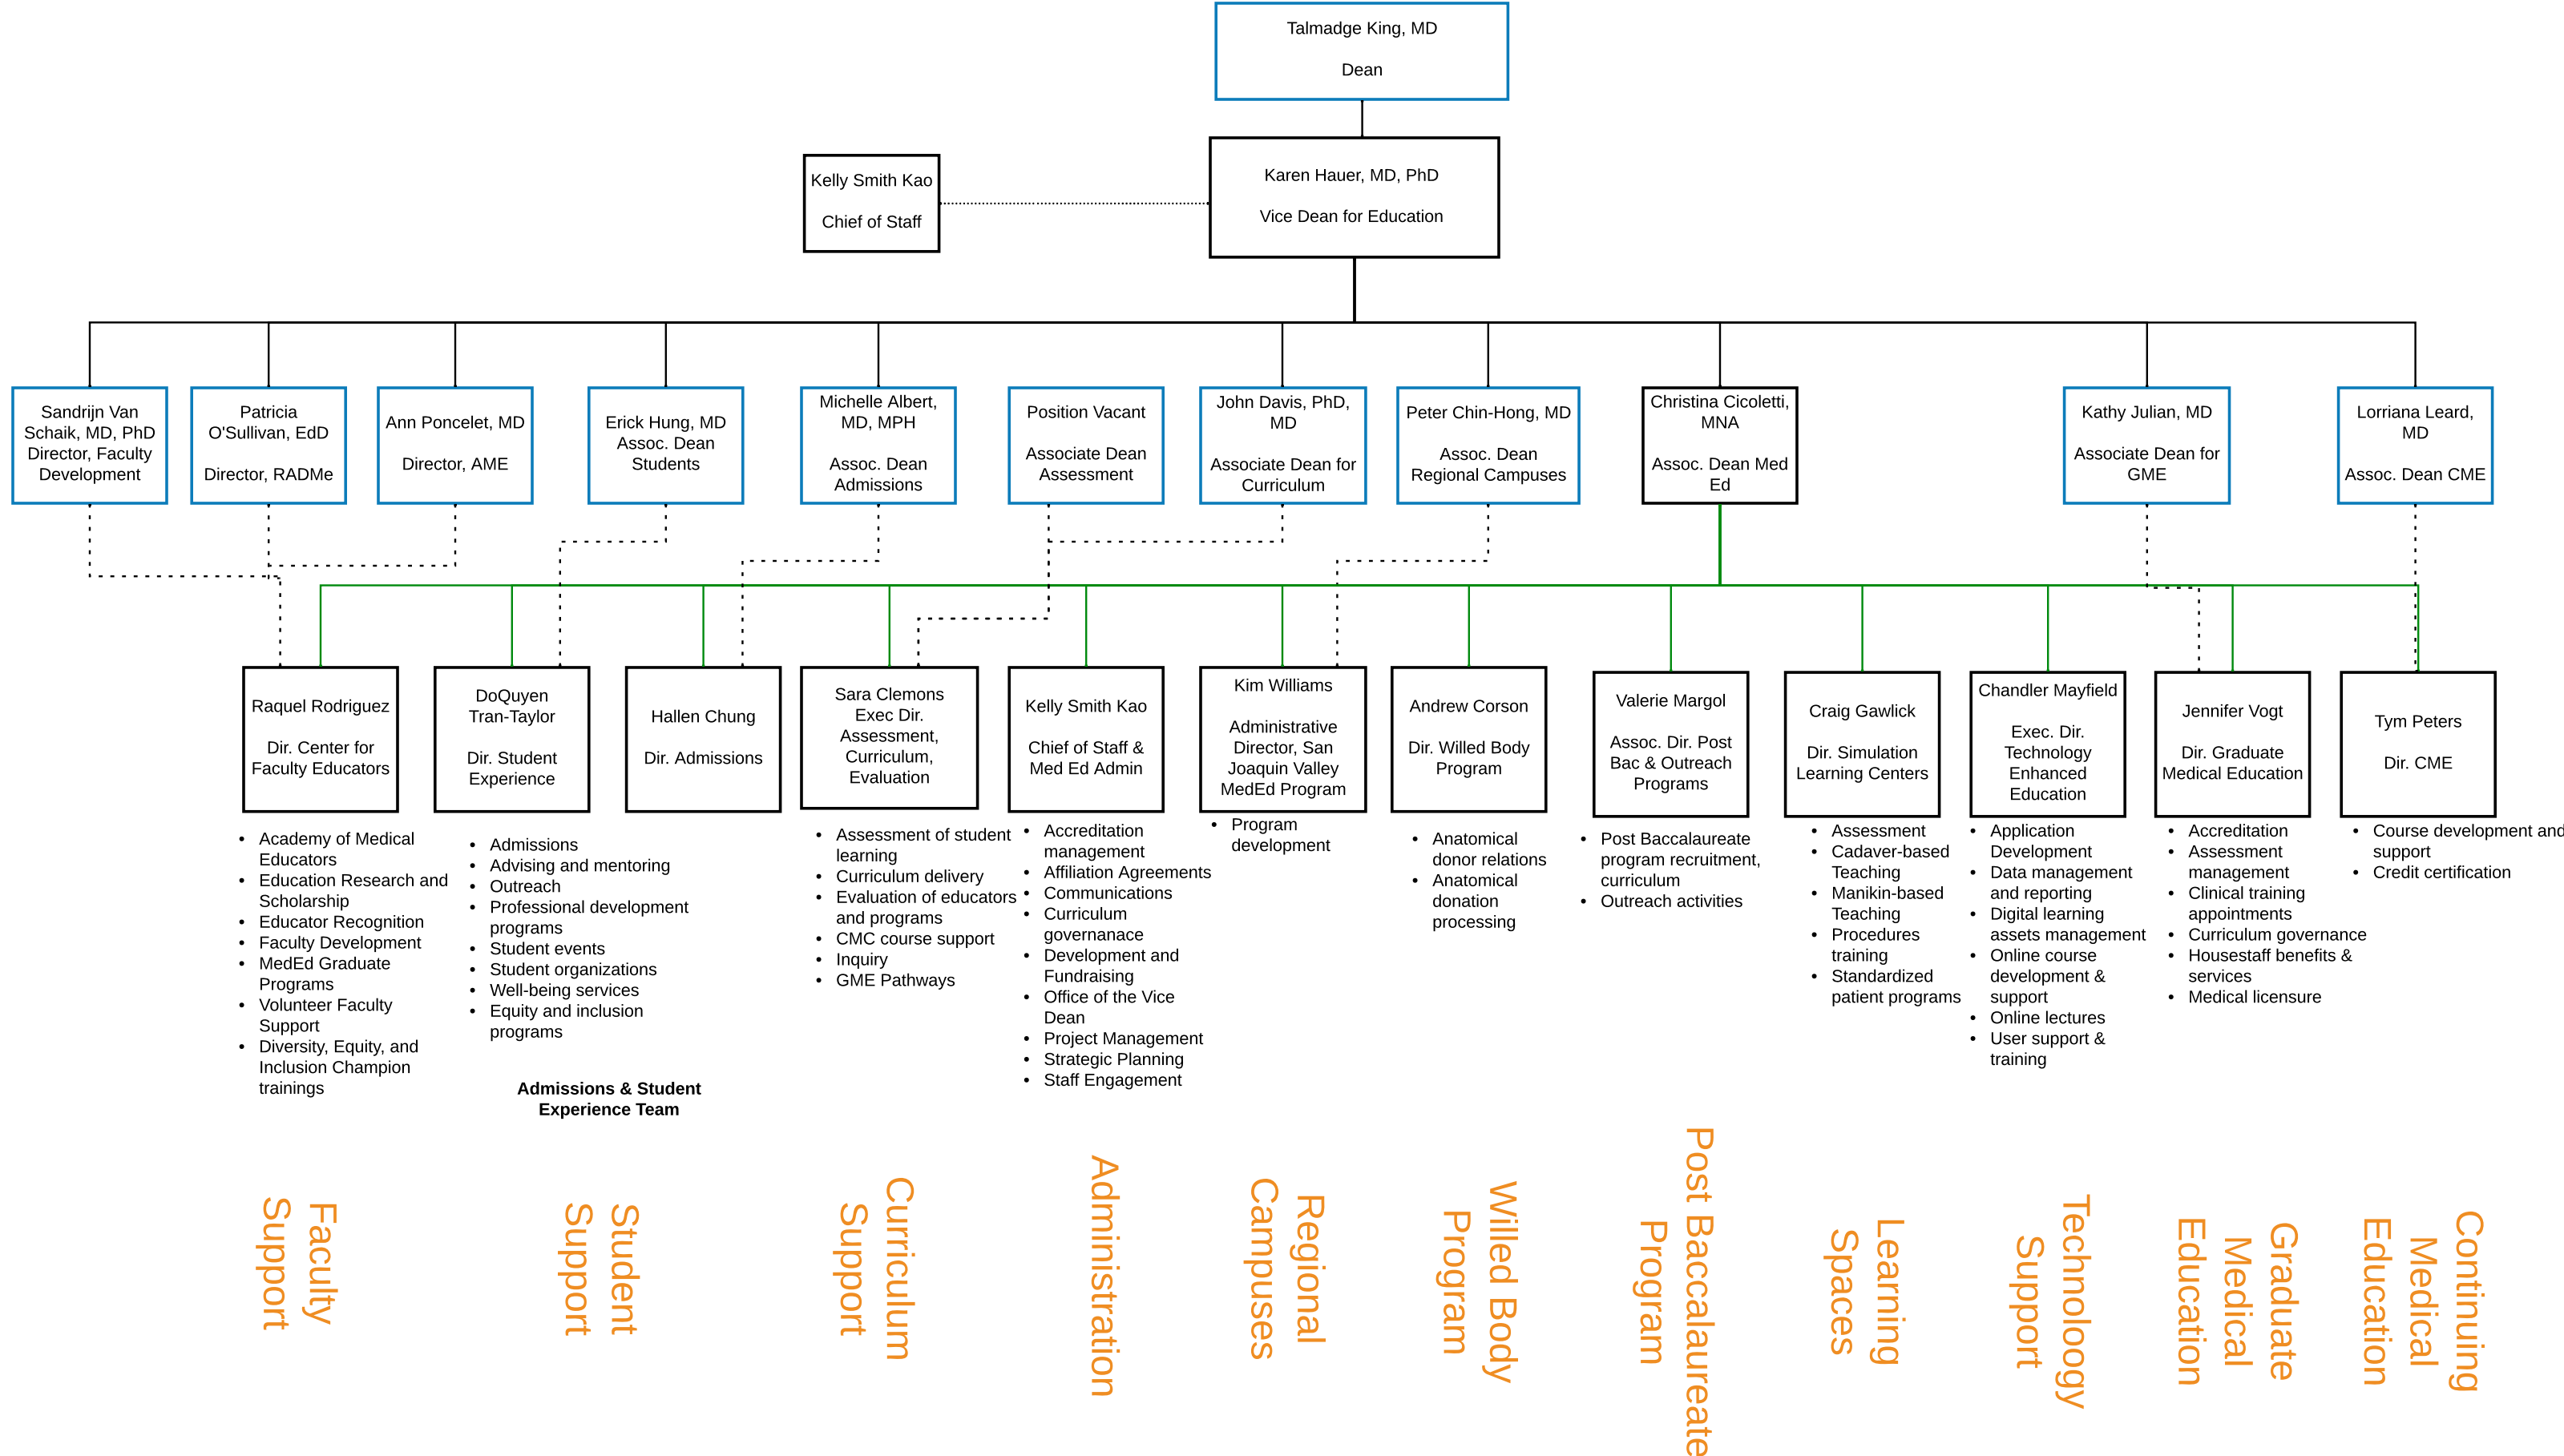 Talmadge King, MD
Dean
Kelly Smith Kao
Chief of Staff
Karen Hauer, MD, PhD
Vice Dean for Education
Sandrijn Van
Schaik, MD, PhD
Director, Faculty
Development
Patricia
O'Sullivan, EdD
Director, RADMe
Ann Poncelet, MD
Director, AME
Erick Hung, MD
Assoc. Dean
Students
Michelle Albert,
MD, MPH
Assoc. Dean
Admissions
Position Vacant
Associate Dean
Assessment
John Davis, PhD,
MD
Associate Dean for
Curriculum
Peter Chin-Hong, MD
Assoc. Dean
Regional Campuses
Christina Cicoletti,
MNA
Assoc. Dean Med
Ed
Kathy Julian, MD
Associate Dean for
GME
Lorriana Leard,
MD
Assoc. Dean CME
Raquel Rodriguez
Dir. Center for
Faculty Educators
DoQuyen
Tran-Taylor
Dir. Student
Experience
Hallen Chung
Dir. Admissions
Sara Clemons
Exec Dir.
Assessment,
Curriculum,
Evaluation
Kelly Smith Kao
Chief of Staff &
Med Ed Admin
Kim Williams
Administrative
Director, San
Joaquin Valley
MedEd Program
Andrew Corson
Dir. Willed Body
Program
Valerie Margol
Assoc. Dir. Post
Bac & Outreach
Programs
Craig Gawlick
Dir. Simulation
Learning Centers
Chandler Mayfield
Exec. Dir.
Technology
Enhanced
Education
Jennifer Vogt
Dir. Graduate
Medical Education
Tym Peters
Dir. CME
• Academy of Medical
Educators
• Education Research and
Scholarship
• Educator Recognition
• Faculty Development
• MedEd Graduate
Programs
• Volunteer Faculty
Support
• Diversity, Equity, and
Inclusion Champion
trainings
• Admissions
• Advising and mentoring
• Outreach
• Professional development
programs
• Student events
• Student organizations
• Well-being services
• Equity and inclusion
programs
Admissions & Student
Experience Team
• Assessment of student
learning
• Curriculum delivery
• Evaluation of educators
and programs
• CMC course support
• Inquiry
• GME Pathways
• Accreditation
management
• Affiliation Agreements
• Communications
• Curriculum
governanace
• Development and
Fundraising
• Office of the Vice
Dean
• Project Management
• Strategic Planning
• Staff Engagement
• Program
development
• Anatomical
donor relations
• Anatomical
donation
processing
• Post Baccalaureate
program recruitment,
curriculum
• Outreach activities
• Assessment
• Cadaver-based
Teaching
• Manikin-based
Teaching
• Procedures
training
• Standardized
patient programs
• Application
Development
• Data management
and reporting
• Digital learning
assets management
• Online course
development &
support
• Online lectures
• User support &
training
• Accreditation
• Assessment
management
• Clinical training
appointments
• Curriculum governance
• Housestaff benefits &
services
• Medical licensure
• Course development and
support
• Credit certification
Faculty
Support
Student
Support
Curriculum
Support
Administration
Regional
Campuses
Willed Body
Program
Post Baccalaureate
Program
Learning
Spaces
Technology
Support
Graduate
Medical
Education
Continuing
Medical
Education